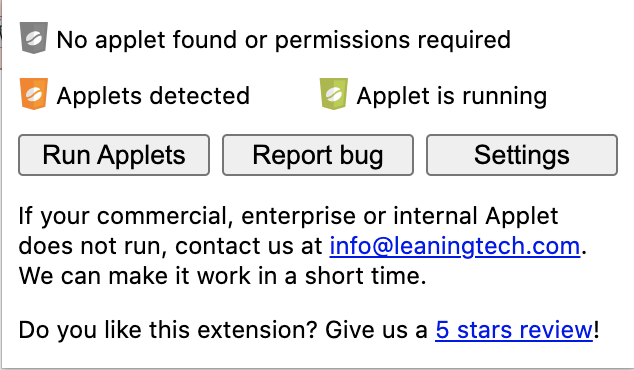 No applet found or permissions required
Applets detected
Applet is running
Run Applets
Report bug
Settings
If your commercial, enterprise or internal Applet
does not run, contact us at info@leaningtech.com.
We can make it work in a short time.
Do you like this extension? Give us a 5 stars review!